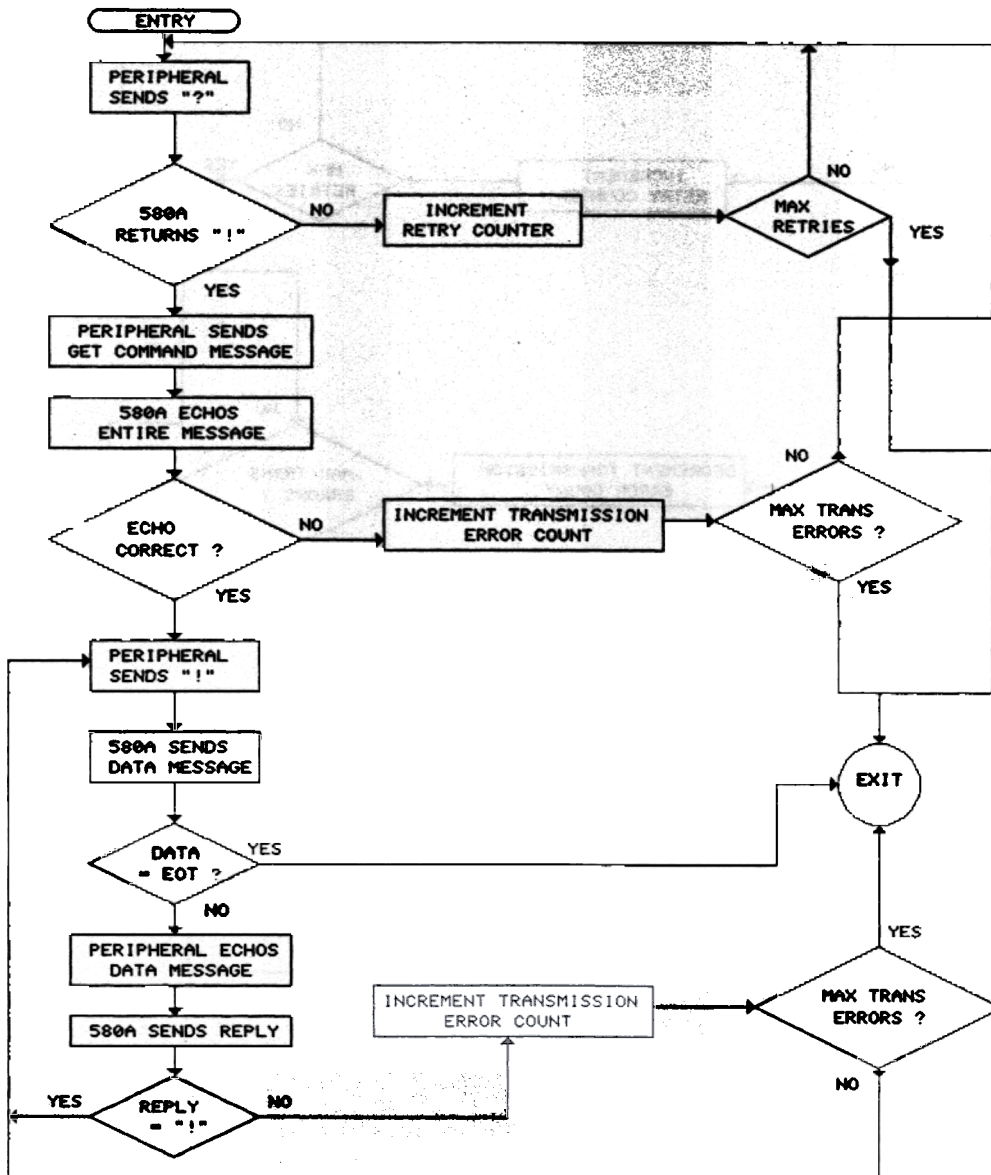 ENTRY
PERIPHERAL
SENDS "?"
580A
RETURNS "!"
NO
INCREMENT
RETRY COUNTER
MAX
RETRIES
NO
YES
YES
PERIPHERAL SENDS
GET COMMAND MESSAGE
580A ECHOS
ENTIRE MESSAGE
ECHO
CORRECT ?
NO
INCREMENT TRANSMISSION
ERROR COUNT
MAX TRANS
ERRORS ?
NO
YES
YES
PERIPHERAL
SENDS "!"
580A SENDS
DATA MESSAGE
EXIT
DATA
= EOT ?
YES
NO
PERIPHERAL ECHOS
DATA MESSAGE
580A SENDS REPLY
REPLY
= "!"
YES
NO
INCREMENT TRANSMISSION
ERROR COUNT
MAX TRANS
ERRORS ?
YES
NO